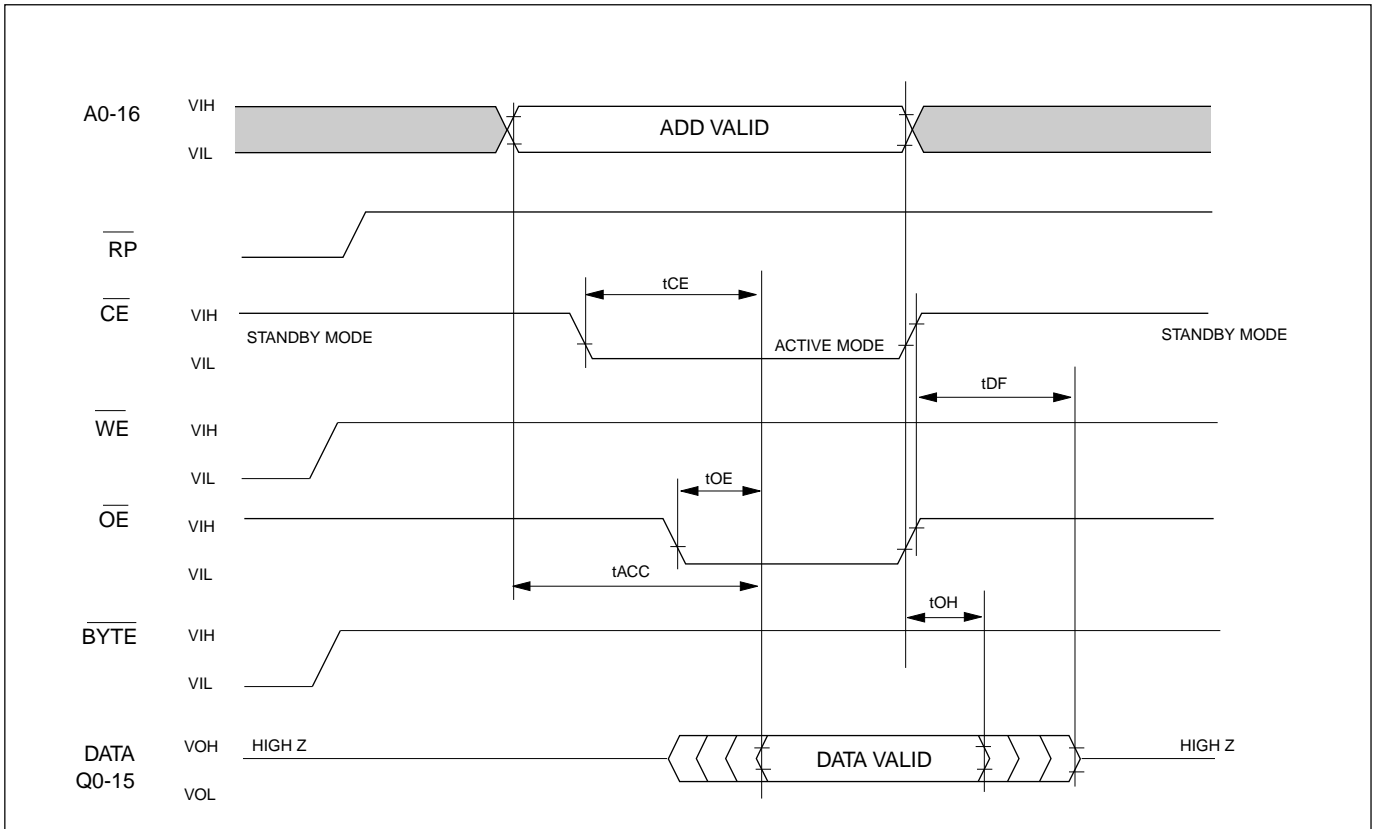 A0-16
VIH
VIL
ADD VALID
RP
tCE
CE
VIH
STANDBY MODE
ACTIVE MODE
STANDBY MODE
VIL
tDF
WE
VIH
VIL
tOE
OE
VIH
VIL
tACC
tOH
BYTE
VIH
VIL
DATA
Q0-15
VOH
HIGH Z
DATA VALID
HIGH Z
VOL